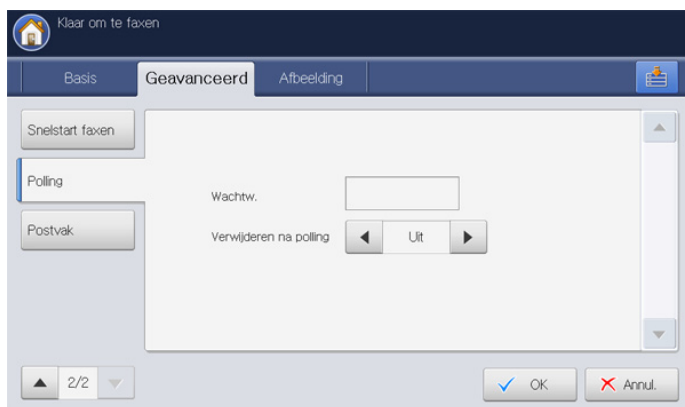 Klaar om te faxen
Basis
Geavanceerd
Afbeelding
Snelstart faxen
Polling
Postvak
Wachtw.
Verwijderen na polling
Uit
2/2
OK
Annul.